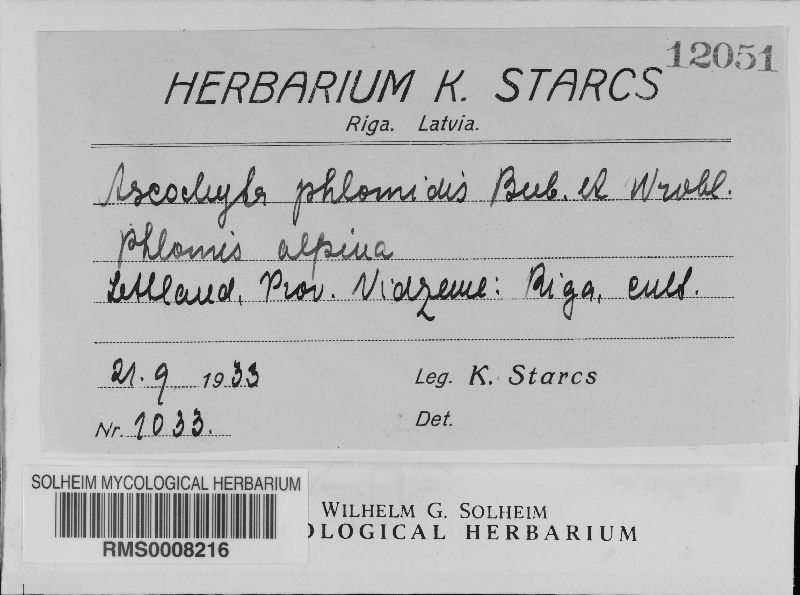 12051
HERBARIUM K. STARCS
Riga. Latvia.
Ascochyta phlomidis Bub. et Wrobl.
Phlomis alpina
Lettland, Prov. Vidzeme: Riga, cult.
21. 9 1933
Leg. K. Starcs
Nr. 1033.
Det.
SOLHEIM MYCOLOGICAL HERBARIUM
RMS0008216
WILHELM G. SOLHEIM
OLOGICAL HERBARIUM